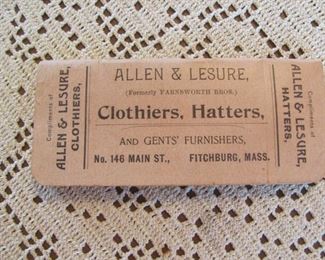 Compliments of
ALLEN & LESURE,
CLOTHIERS.
ALLEN & LESURE,
(Formerly FARNSWORTH BROS.)
Clothiers, Hatters,
AND GENTS' FURNISHERS,
No. 146 MAIN ST., FITCHBURG, MASS.
Compliments of
ALLEN & LESURE,
HATTERS.